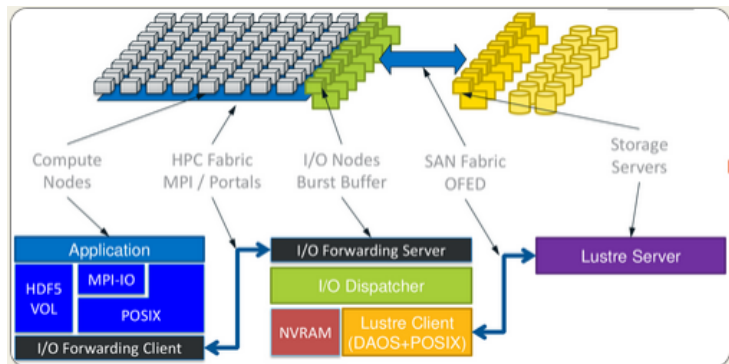 Compute
Nodes
HPC Fabric
MPI / Portals
I/O Nodes
Burst Buffer
SAN Fabric
OFED
Storage
Servers
Application
HDF5
VOL
MPI-IO
POSIX
I/O Forwarding Client
I/O Forwarding Server
I/O Dispatcher
NVRAM
Lustre Client
(DAOS+POSIX)
Lustre Server